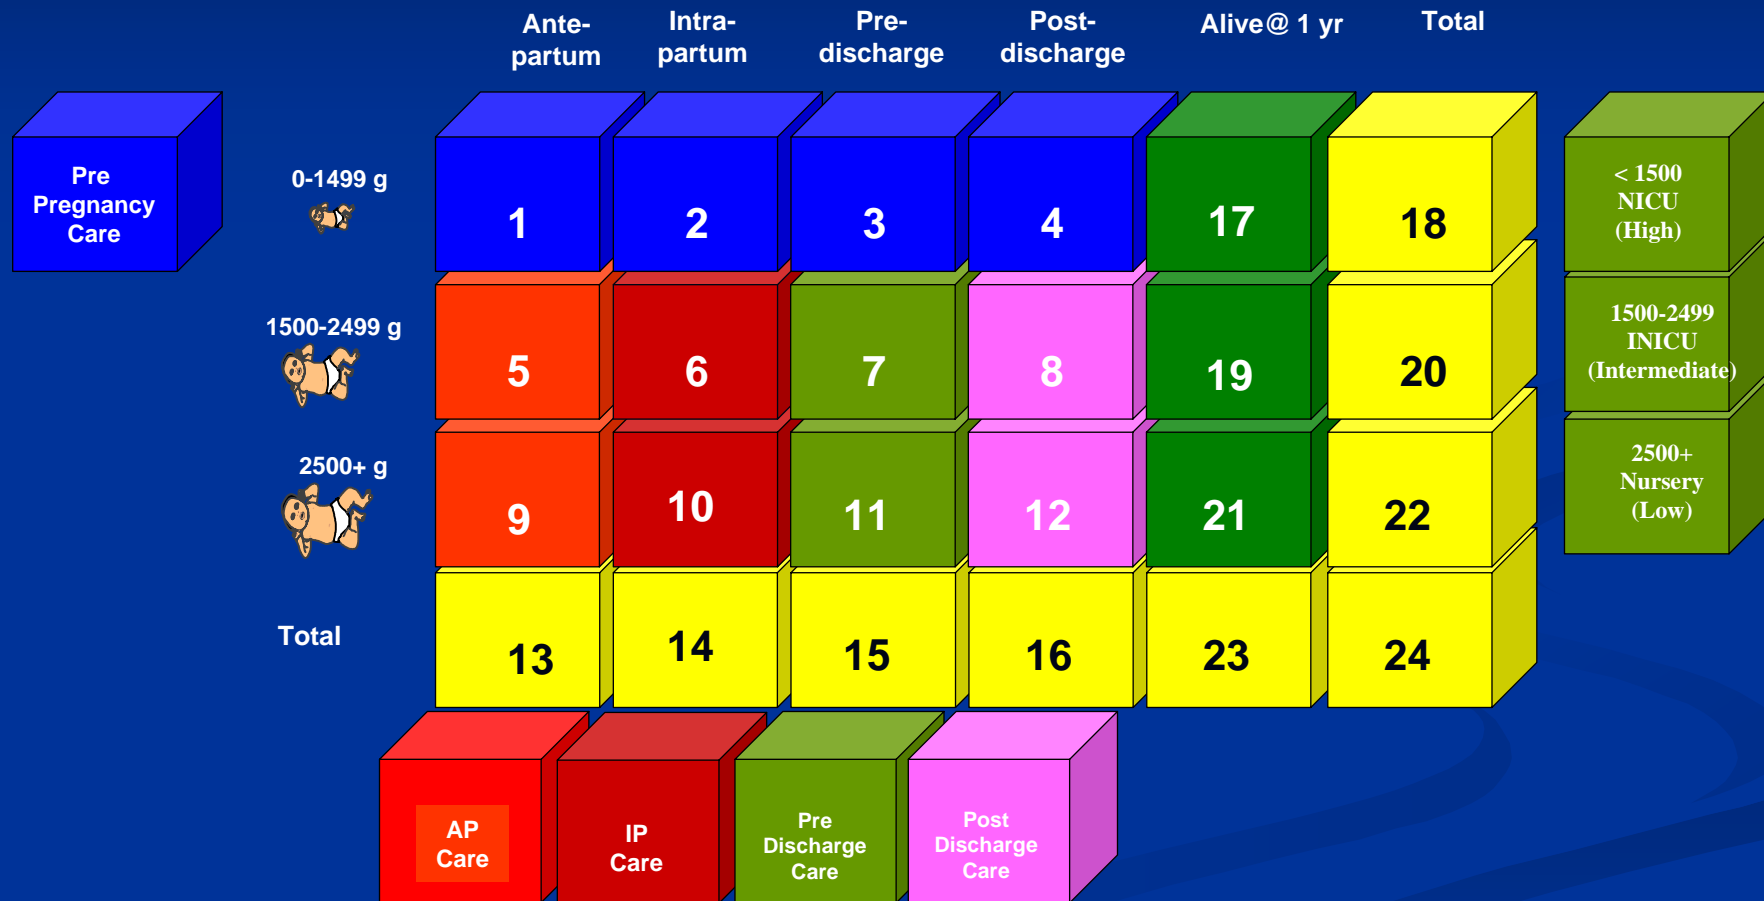 Ante-
partum
Intra-
partum
Pre-
discharge
Post-
discharge
Alive@ 1 yr
Total
Pre
Pregnancy
Care
0-1499 g
1
2
3
4
17
18
< 1500
NICU
(High)
1500-2499 g
5
6
7
8
19
20
1500-2499
INICU
(Intermediate)
2500+ g
9
10
11
12
21
22
2500+
Nursery
(Low)
Total
13
14
15
16
23
24
AP
Care
IP
Care
Pre
Discharge
Care
Post
Discharge
Care